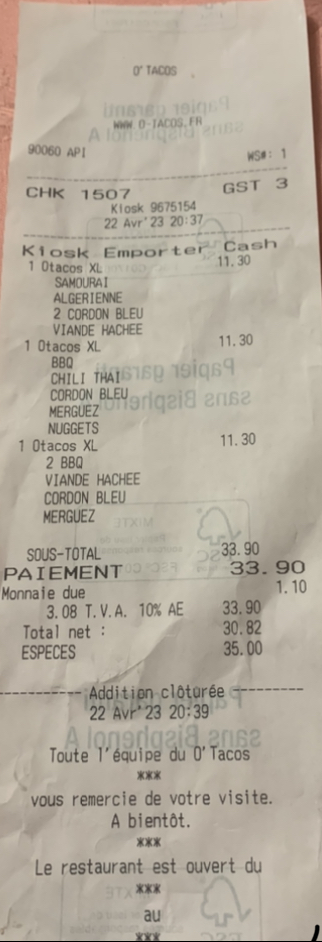 O'TACOS
WWW.O-TACOS.FR
90060 API WS#: 1
CHK 1507 GST 3
Kiosk 9675154
22 Avr'23 20:37
Kiosk Emporter Cash
1 Otacos XL 11.30
SAMOURAI
ALGERIENNE
2 CORDON BLEU
VIANDE HACHEE
1 Otacos XL 11.30
BBQ
CHILI THAI
CORDON BLEU
MERGUEZ
NUGGETS
1 Otacos XL 11.30
2 BBQ
VIANDE HACHEE
CORDON BLEU
MERGUEZ
SOUS-TOTAL 33.90
PAIEMENT 33.90
Monnaie due 1.10
3.08 T.V.A. 10% AE 33.90
Total net : 30.82
ESPECES 35.00
---------- Addition clôturée ---------
22 Avr'23 20:39
Toute l'équipe du O'Tacos
***
vous remercie de votre visite.
A bientôt.
***
Le restaurant est ouvert du
***
au
***